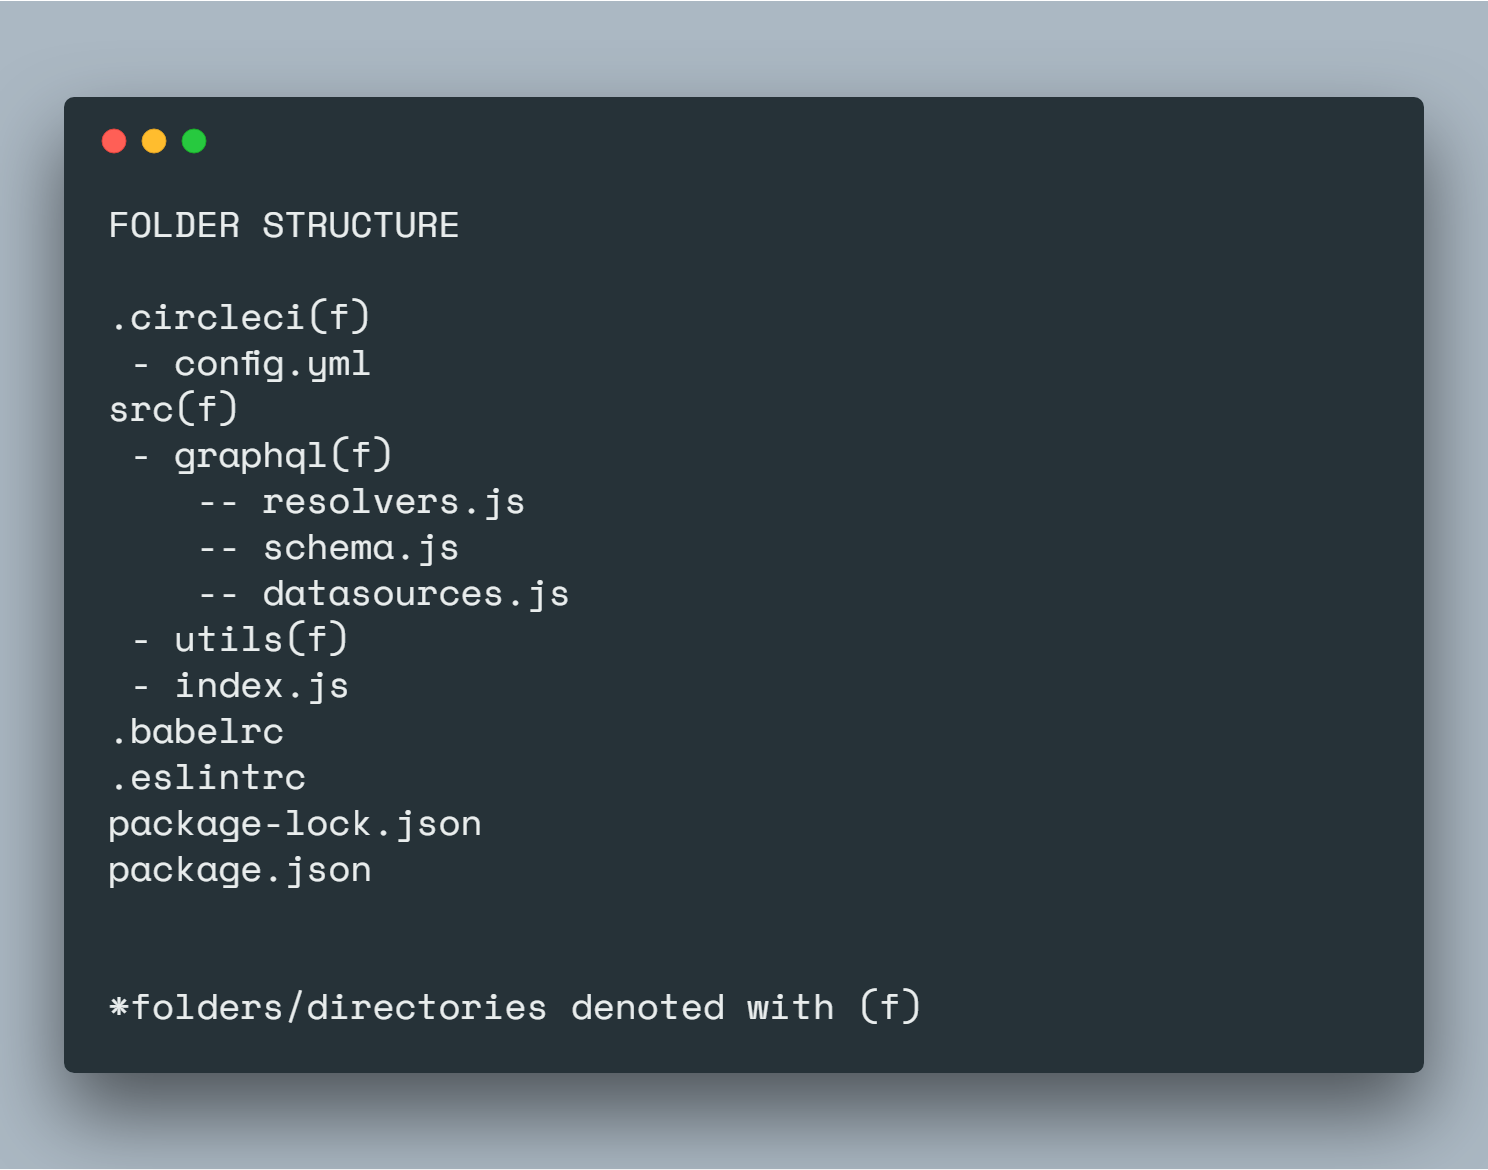 FOLDER STRUCTURE
.circleci(f)
- config.yml
src(f)
- graphql(f)
-- resolvers.js
-- schema.js
-- datasources.js
- utils(f)
- index.js
.babelrc
.eslintrc
package-lock.json
package.json
*folders/directories denoted with (f)